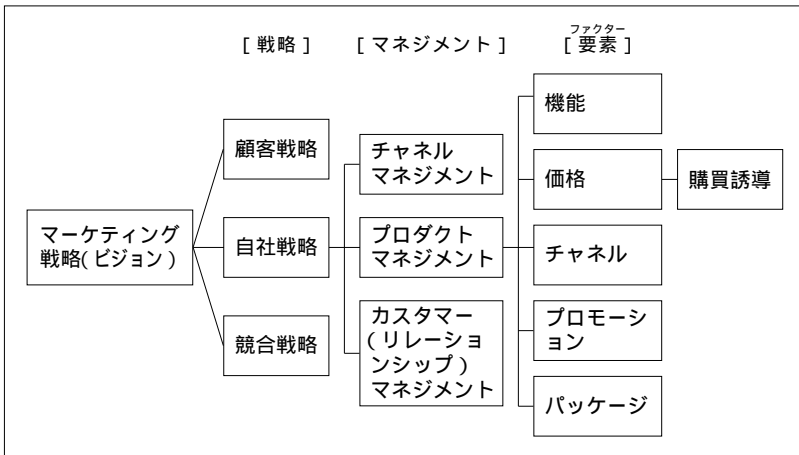 [戦略] [マネジメント] [要素]
ファクター
顧客戦略
自社戦略
競合戦略
マーケティング
戦略(ビジョン)
チャネル
マネジメント
プロダクト
マネジメント
カスタマー
(リレーショ
ンシップ)
マネジメント
機能
価格
チャネル
プロモーシ
ョン
パッケージ
購買誘導